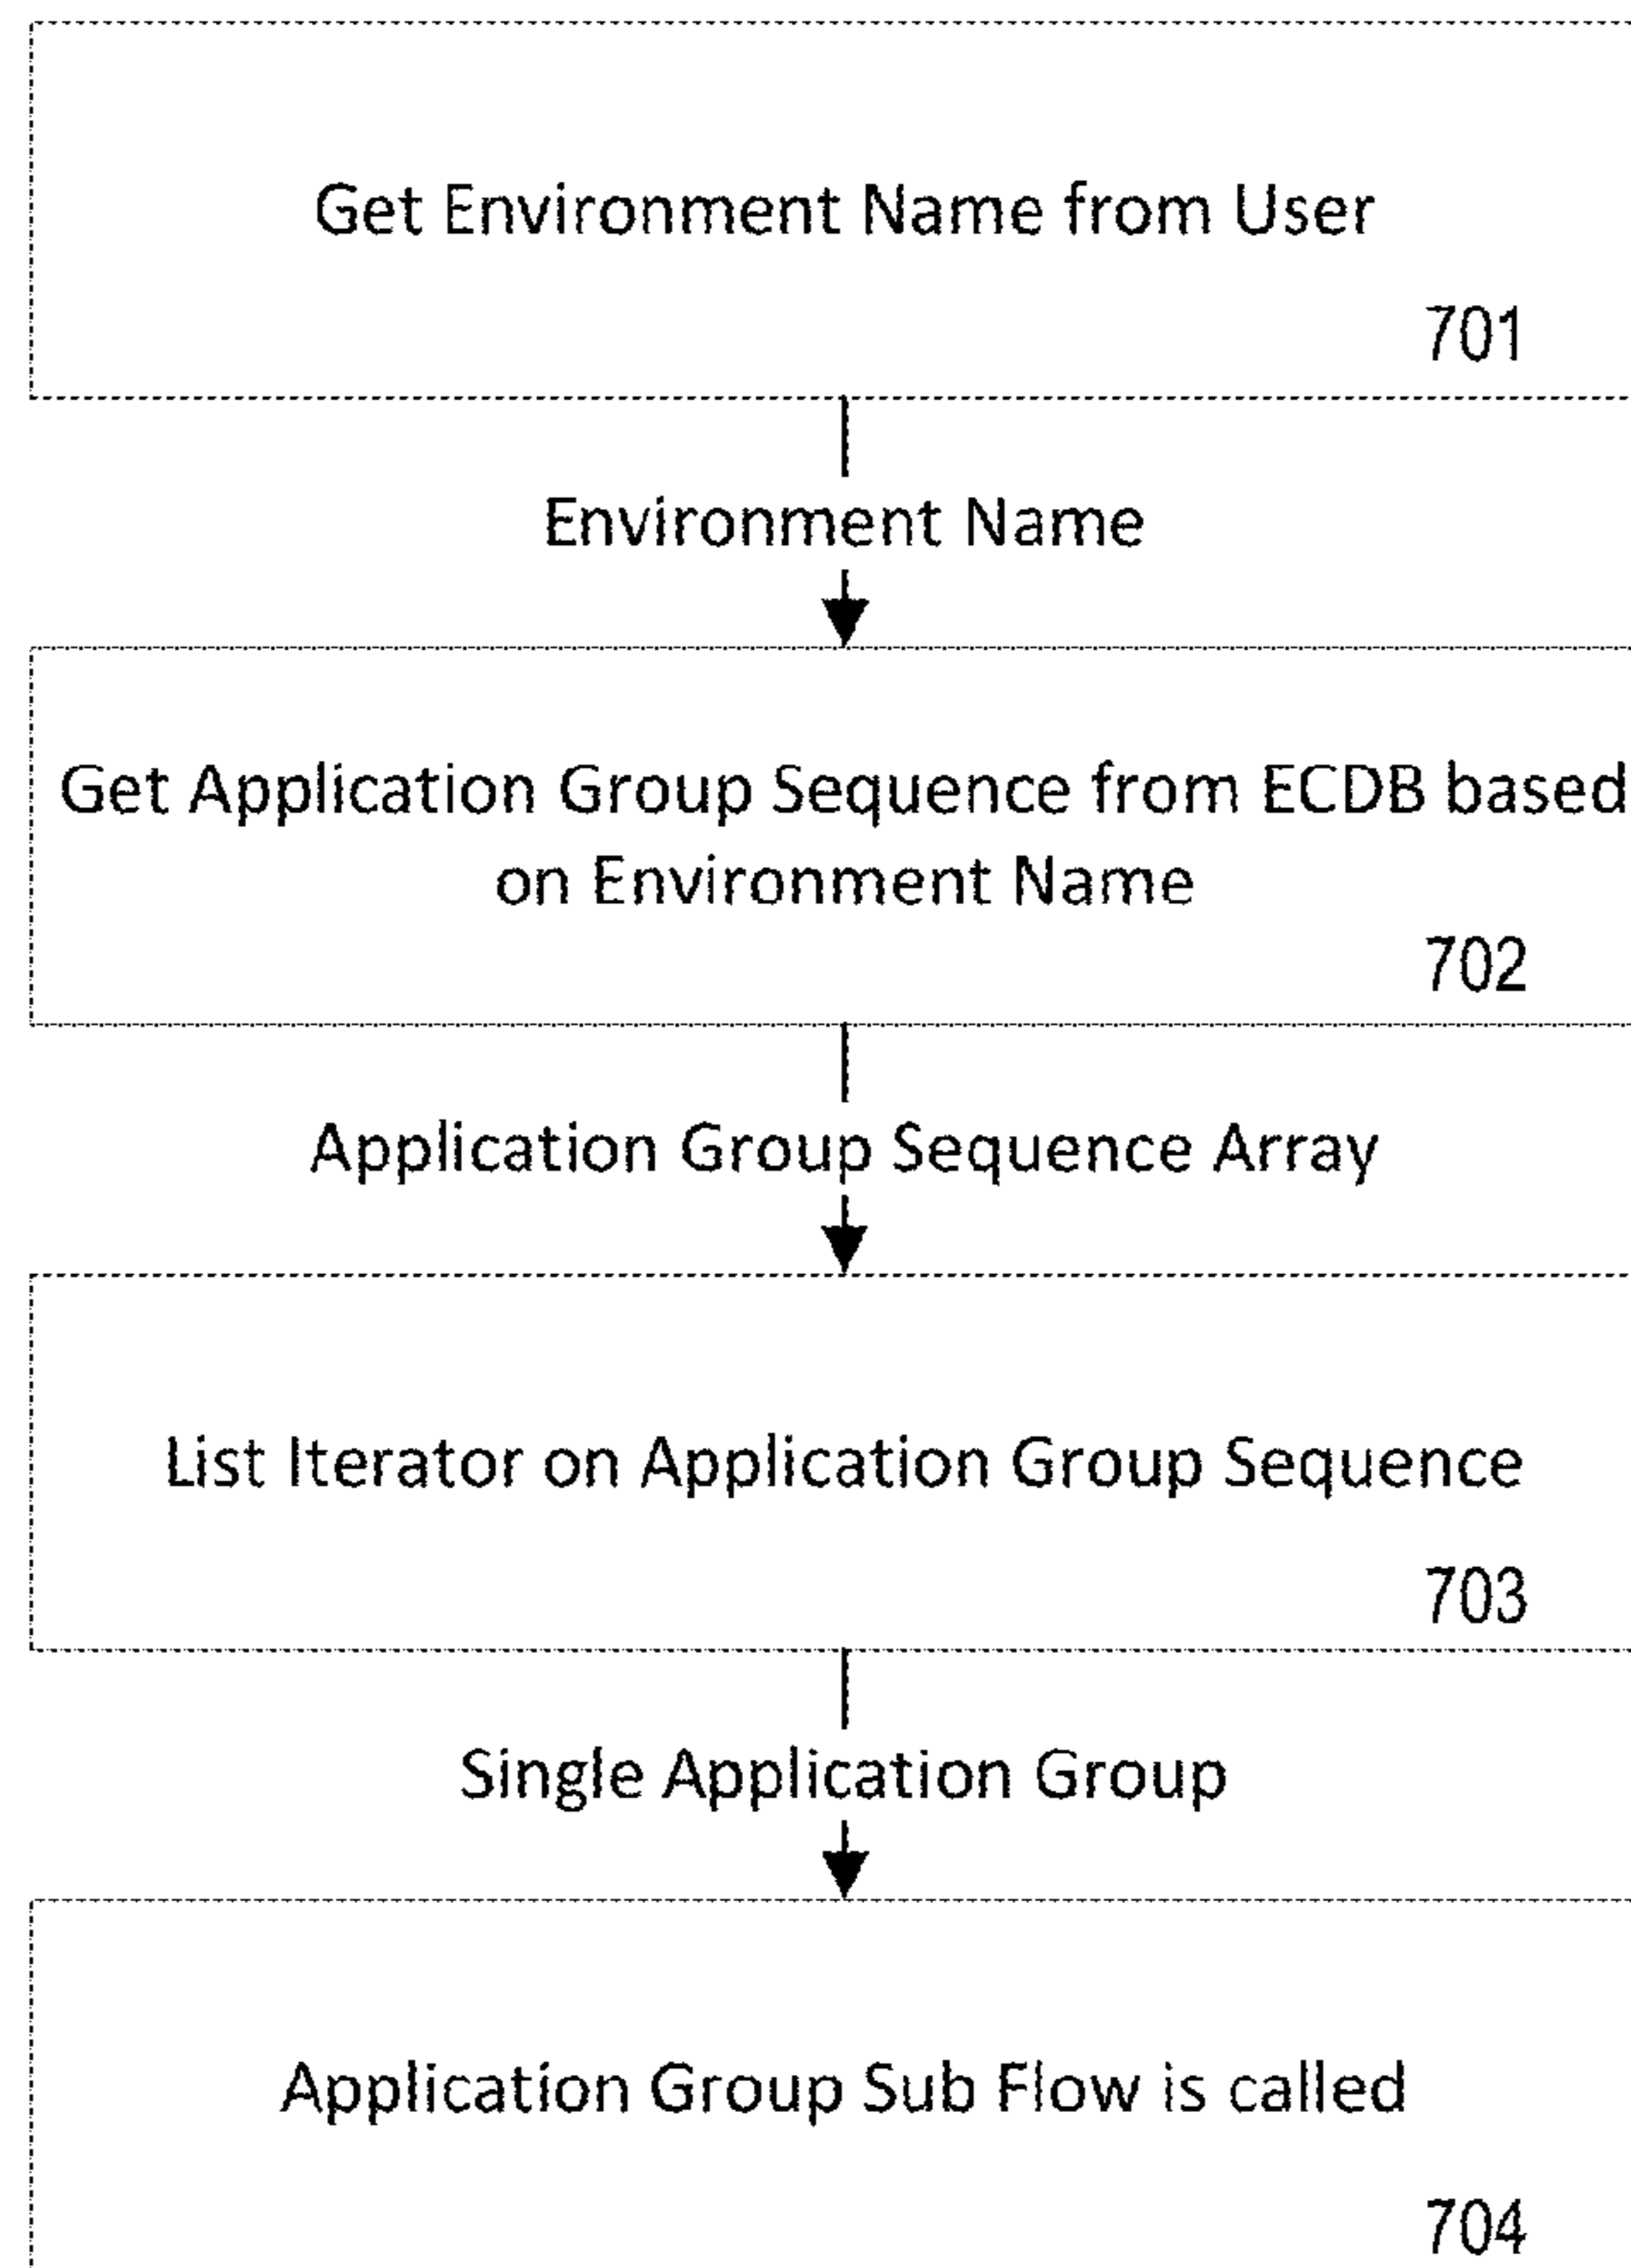 Get Environment Name from User
701
Environment Name
Get Application Group Sequence from ECDB based
on Environment Name
702
Application Group Sequence Array
List Iterator on Application Group Sequence
703
Single Application Group
Application Group Sub Flow is called
704